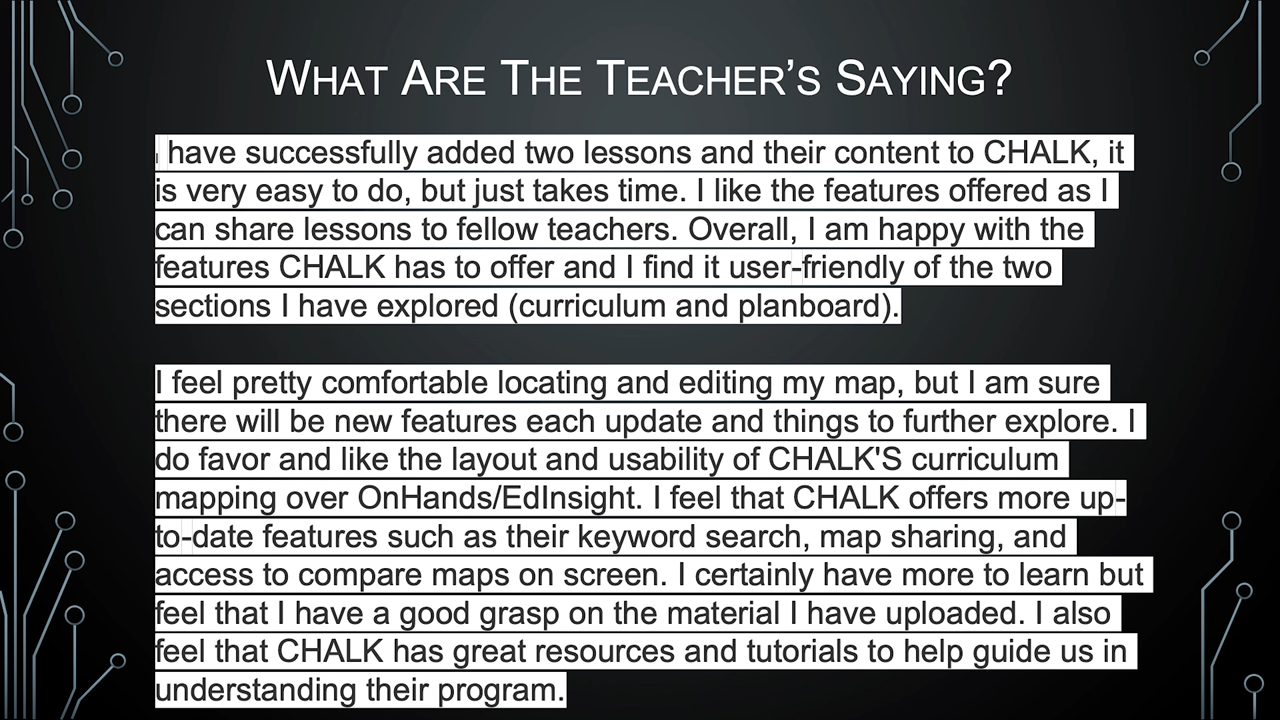 WHAT ARE THE TEACHER'S SAYING?
I have successfully added two lessons and their content to CHALK, it
is very easy to do, but just takes time. I like the features offered as I
can share lessons to fellow teachers. Overall, I am happy with the
features CHALK has to offer and I find it user-friendly of the two
sections I have explored (curriculum and planboard).
I feel pretty comfortable locating and editing my map, but I am sure
there will be new features each update and things to further explore. I
do favor and like the layout and usability of CHALK'S curriculum
mapping over OnHands/EdInsight. I feel that CHALK offers more up-
to-date features such as their keyword search, map sharing, and
access to compare maps on screen. I certainly have more to learn but
feel that I have a good grasp on the material I have uploaded. I also
feel that CHALK has great resources and tutorials to help guide us in
understanding their program.